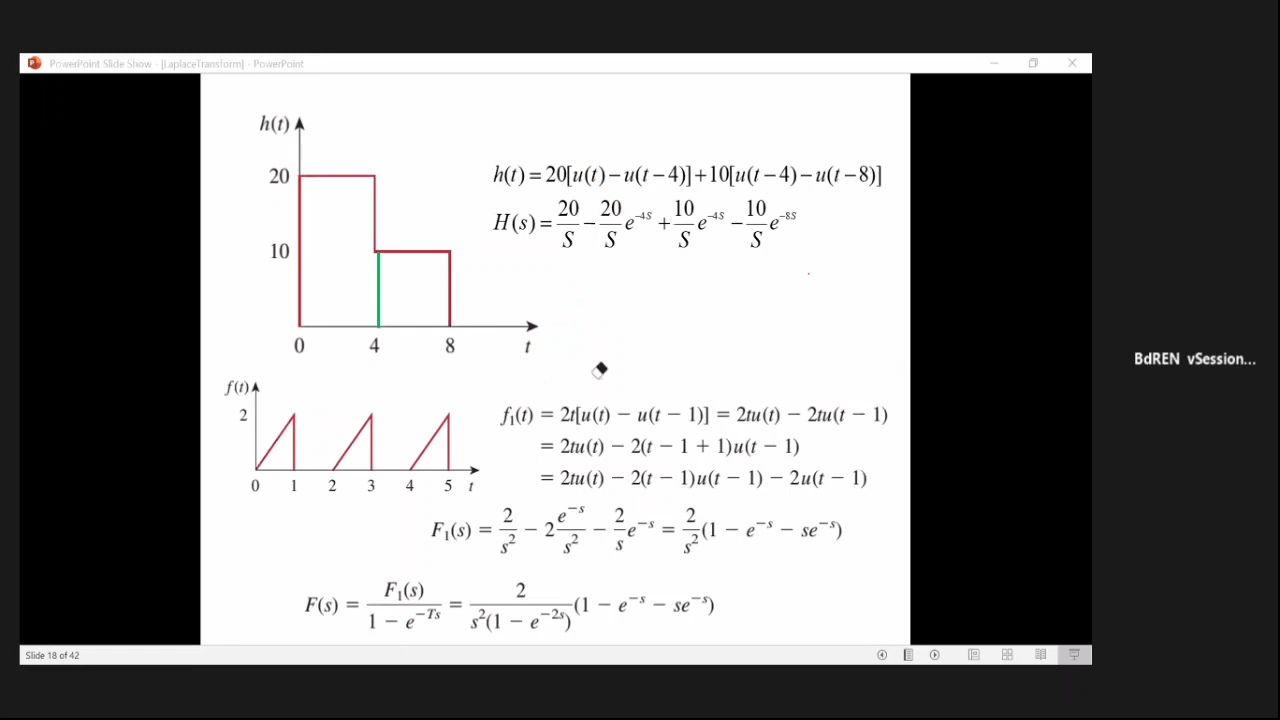 PowerPoint Slide Show - [LaplaceTransform] - PowerPoint
h(t)
20
10
0 4 8 t
h(t) = 20[u(t) − u(t − 4)] + 10[u(t − 4) − u(t − 8)]
H(s) = 20/S − 20/S e^-4S + 10/S e^-4S − 10/S e^-8S
BdREN vSession...
f(t)
2
0 1 2 3 4 5 t
f₁(t) = 2t[u(t) − u(t − 1)] = 2tu(t) − 2tu(t − 1)
= 2tu(t) − 2(t − 1 + 1)u(t − 1)
= 2tu(t) − 2(t − 1)u(t − 1) − 2u(t − 1)
F₁(s) = 2/s² − 2 e^−s/s² − 2/s e^−s = 2/s² (1 − e^−s − se^−s)
F(s) = F₁(s)/(1 − e^−Ts) = 2/(s²(1 − e^−2s)) (1 − e^−s − se^−s)
Slide 18 of 42